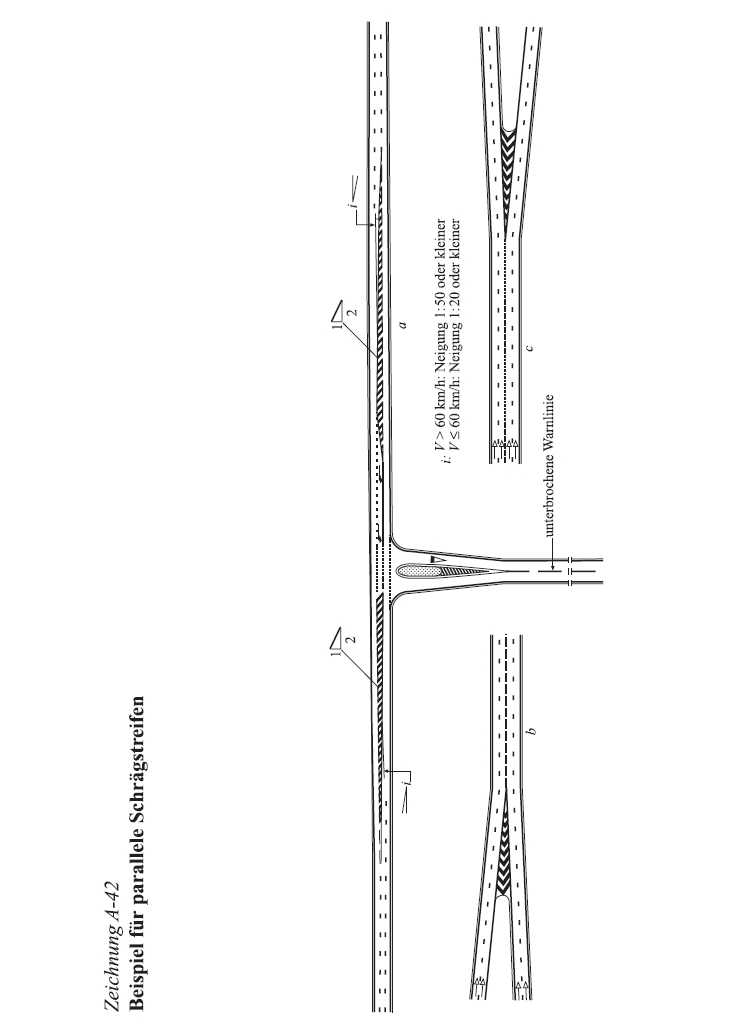 Zeichnung A-42
Beispiel für parallele Schrägstreifen
1
2
i
1
2
i
a
i: V > 60 km/h: Neigung 1:50 oder kleiner
V ≤ 60 km/h: Neigung 1:20 oder kleiner
unterbrochene Warnlinie
b
c